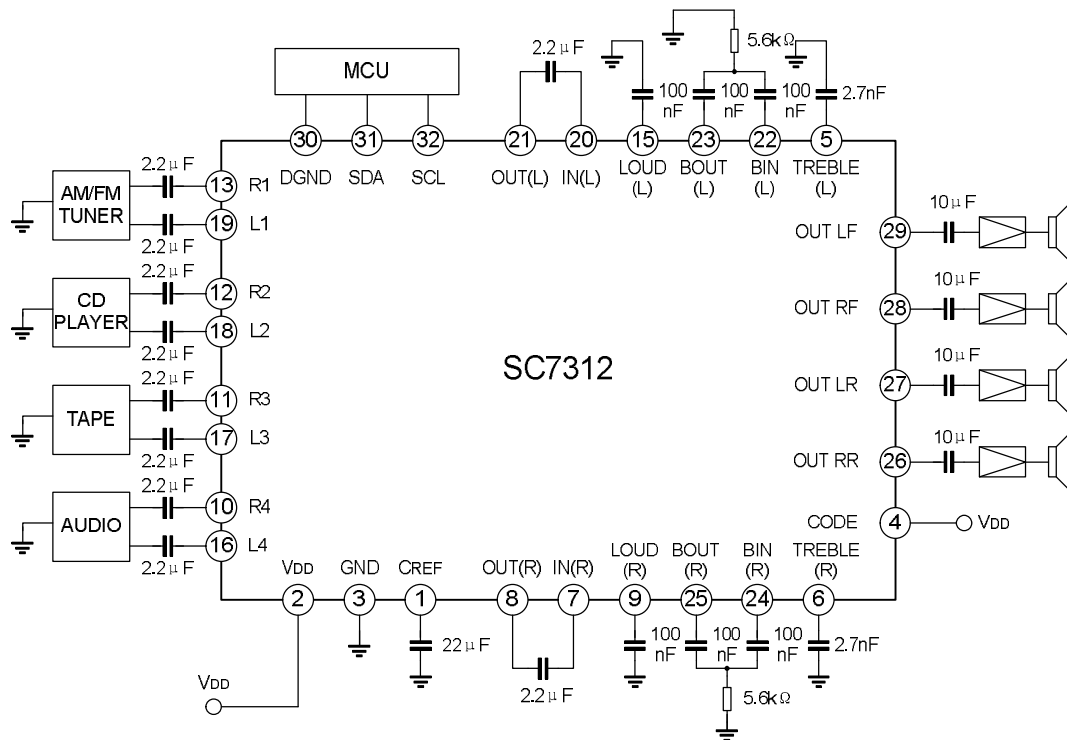 MCU
2.2μF
5.6kΩ
100
nF
100
nF
100
nF
2.7nF
30
31
32
21
20
15
23
22
5
DGND
SDA
SCL
OUT(L)
IN(L)
LOUD
(L)
BOUT
(L)
BIN
(L)
TREBLE
(L)
AM/FM
TUNER
2.2μF
13
R1
19
L1
2.2μF
CD
PLAYER
2.2μF
12
R2
18
L2
2.2μF
TAPE
2.2μF
11
R3
17
L3
2.2μF
AUDIO
2.2μF
10
R4
16
L4
2.2μF
SC7312
OUT LF
29
10μF
OUT RF
28
10μF
OUT LR
27
10μF
OUT RR
26
10μF
CODE
4
VDD
VDD
GND
CREF
OUT(R)
IN(R)
LOUD
(R)
BOUT
(R)
BIN
(R)
TREBLE
(R)
2
3
1
8
7
9
25
24
6
22μF
2.2μF
100
nF
100
nF
100
nF
2.7nF
5.6kΩ
VDD